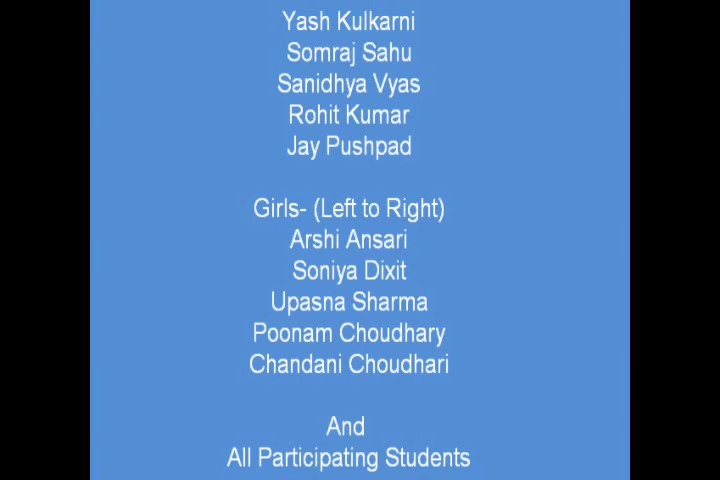 Yash Kulkarni
Somraj Sahu
Sanidhya Vyas
Rohit Kumar
Jay Pushpad
Girls- (Left to Right)
Arshi Ansari
Soniya Dixit
Upasna Sharma
Poonam Choudhary
Chandani Choudhari
And
All Participating Students